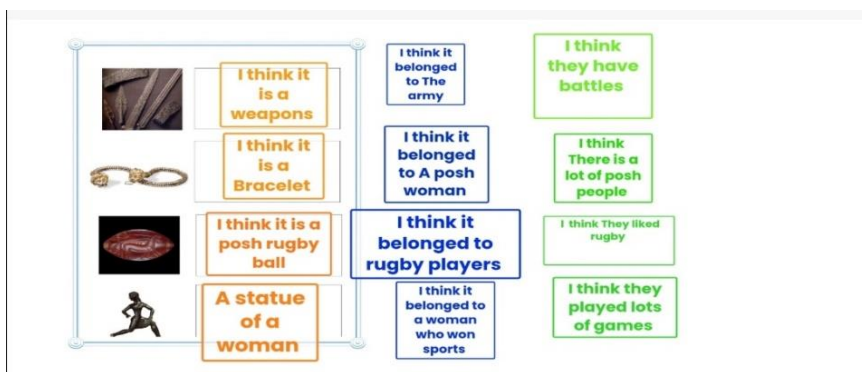 I think it
is a
weapons
I think it
belonged
to The
army
I think
they have
battles
I think it
is a
Bracelet
I think it
belonged
to A posh
woman
I think
There is a
lot of posh
people
I think it is a
posh rugby
ball
I think it
belonged to
rugby players
I think They liked
rugby
A statue
of a
woman
I think it
belonged to
a woman
who won
sports
I think they
played lots
of games